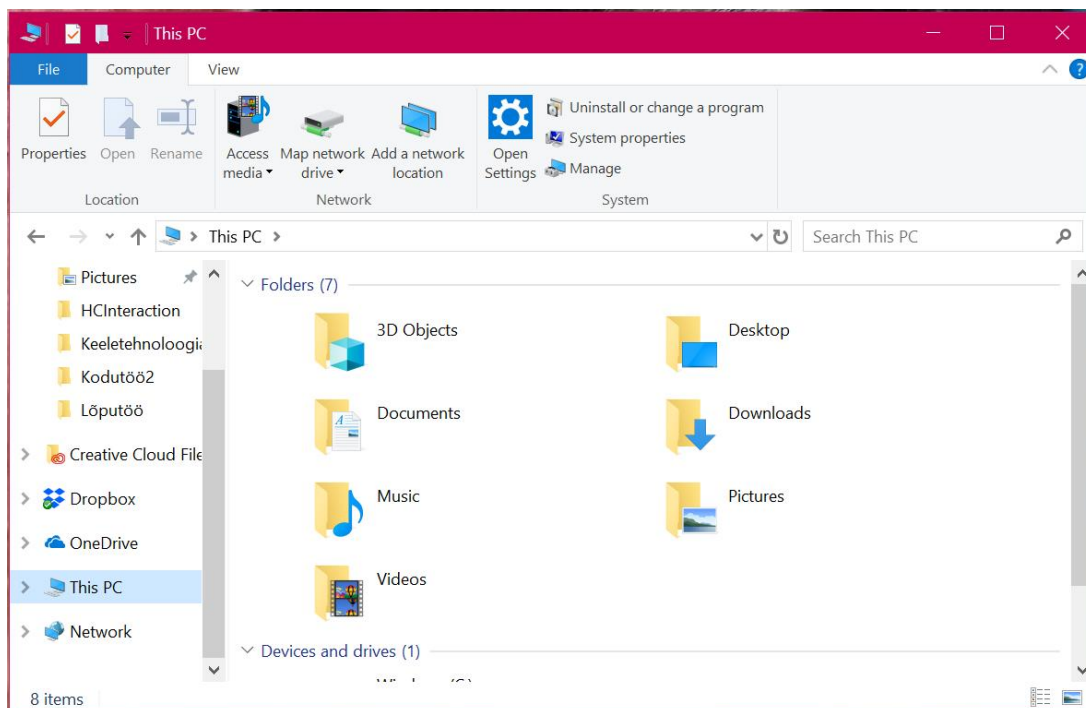 This PC
File Computer View
Properties Open Rename Access media Map network drive Add a network location Open Settings Uninstall or change a program
System properties
Manage
Location Network System
This PC Search This PC
Pictures
HCInteraction
Keeletehnoloogia
Kodutöö2
Lõputöö
Creative Cloud File
Dropbox
OneDrive
This PC
Network
Folders (7)
3D Objects Desktop
Documents Downloads
Music Pictures
Videos
Devices and drives (1)
8 items